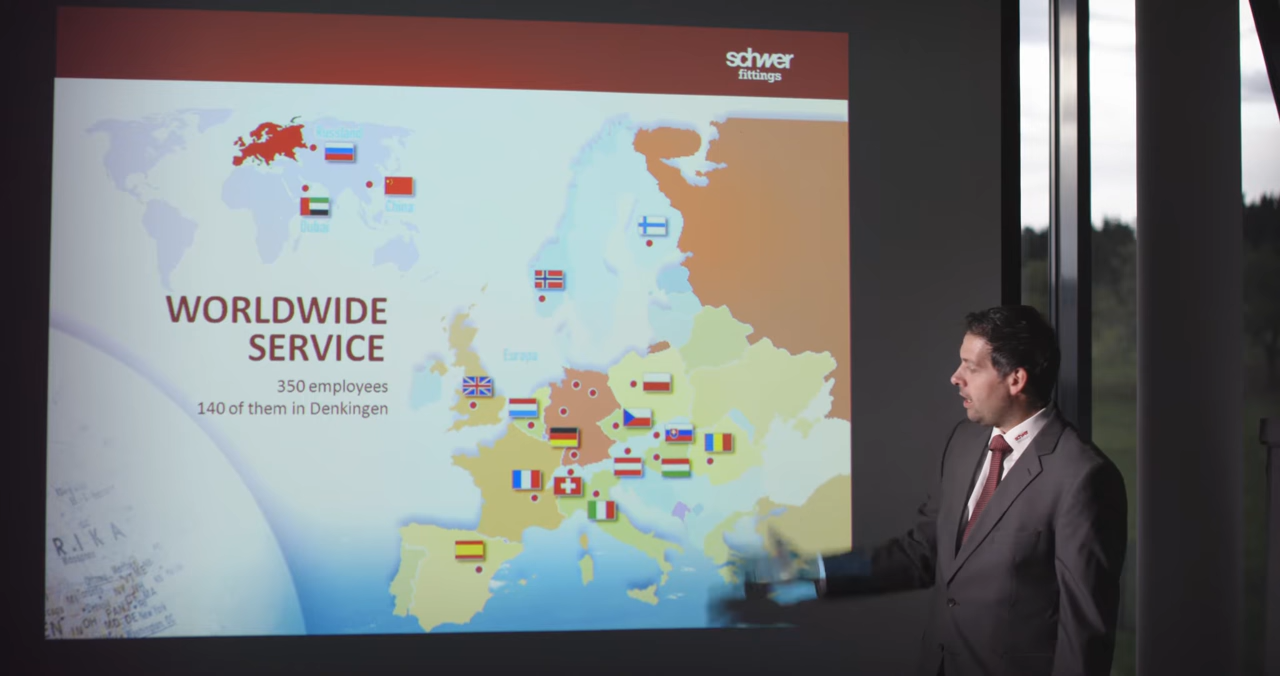 schwer
fittings
Russland
China
Dubai
WORLDWIDE
SERVICE
350 employees
140 of them in Denkingen
Europa
R.I K A